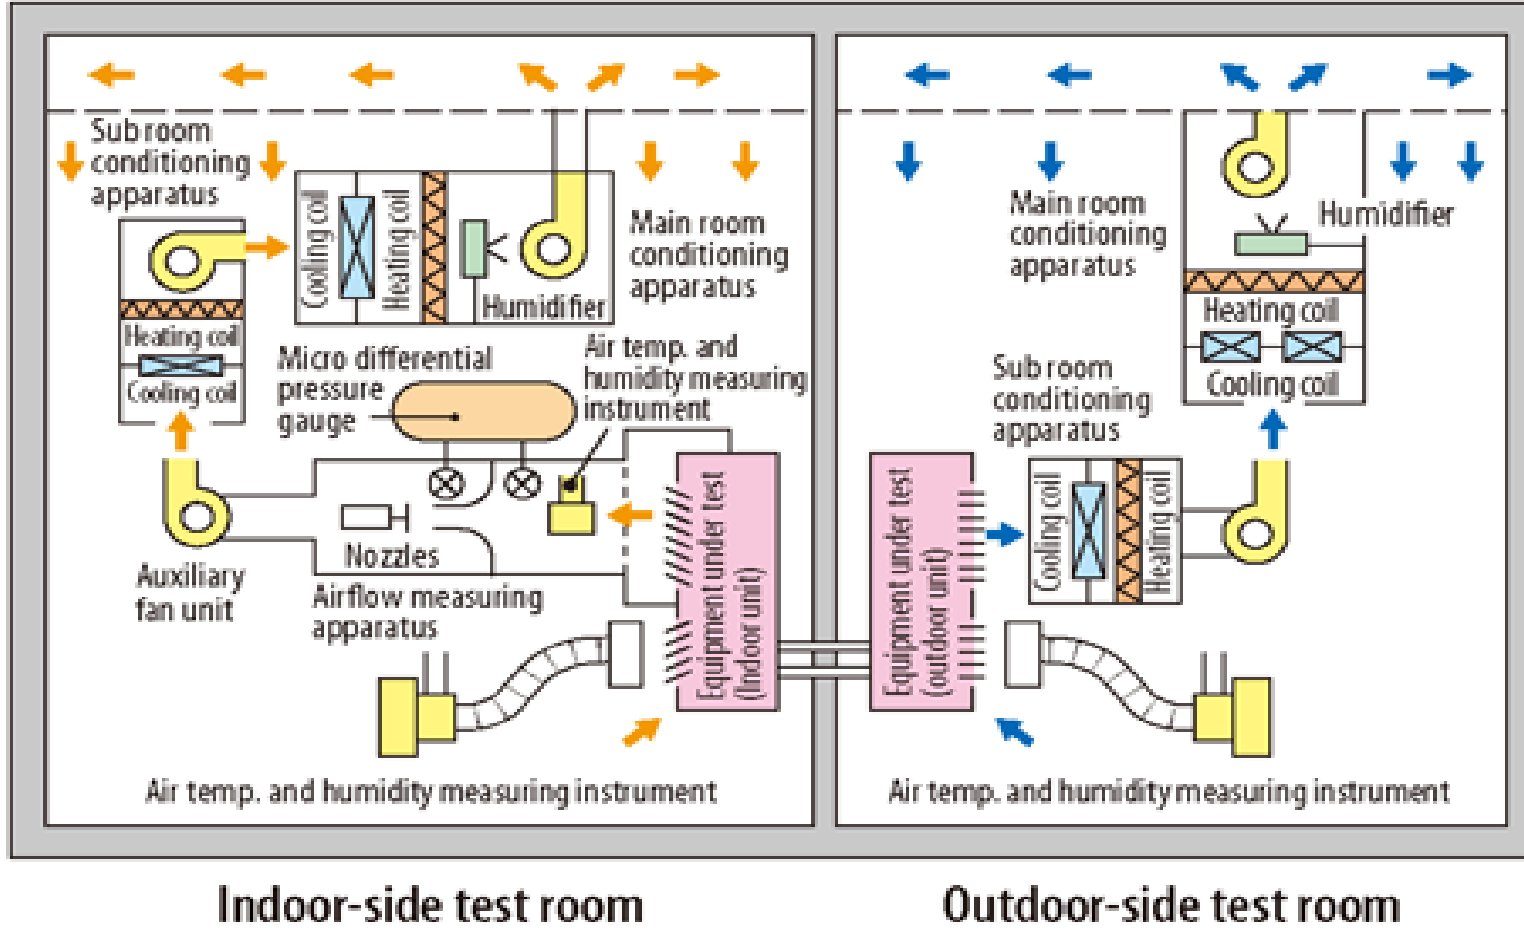 Sub room
conditioning
apparatus
Cooling coil
Heating coil
Humidifier
Main room
conditioning
apparatus
Heating coil
Cooling coil
Micro differential
pressure
gauge
Air temp. and
humidity measuring
instrument
Nozzles
Auxiliary
fan unit
Airflow measuring
apparatus
Equipment under test
(Indoor unit)
Air temp. and humidity measuring instrument
Main room
conditioning
apparatus
Humidifier
Heating coil
Cooling coil
Sub room
conditioning
apparatus
Cooling coil
Heating coil
Equipment under test
(outdoor unit)
Air temp. and humidity measuring instrument
Indoor-side test room
Outdoor-side test room